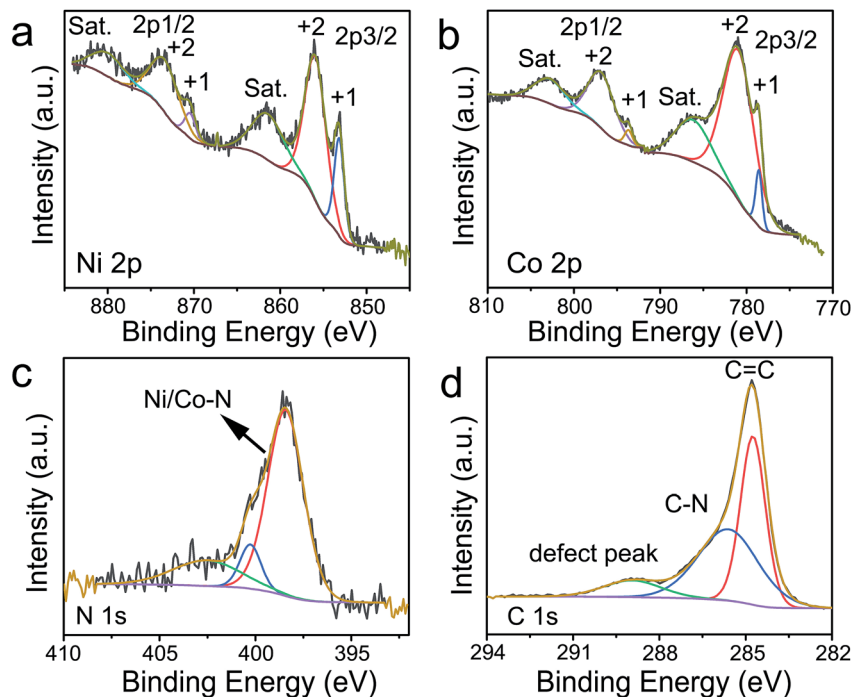 a
Sat.
2p1/2
+2
+1
Sat.
+2
2p3/2
+1
Ni 2p
Intensity (a.u.)
880
870
860
850
Binding Energy (eV)
b
Sat.
2p1/2
+2
+1
Sat.
+2
2p3/2
+1
Co 2p
Intensity (a.u.)
810
800
790
780
770
Binding Energy (eV)
c
Ni/Co-N
N 1s
Intensity (a.u.)
410
405
400
395
Binding Energy (eV)
d
C=C
C-N
defect peak
C 1s
Intensity (a.u.)
294
291
288
285
282
Binding Energy (eV)